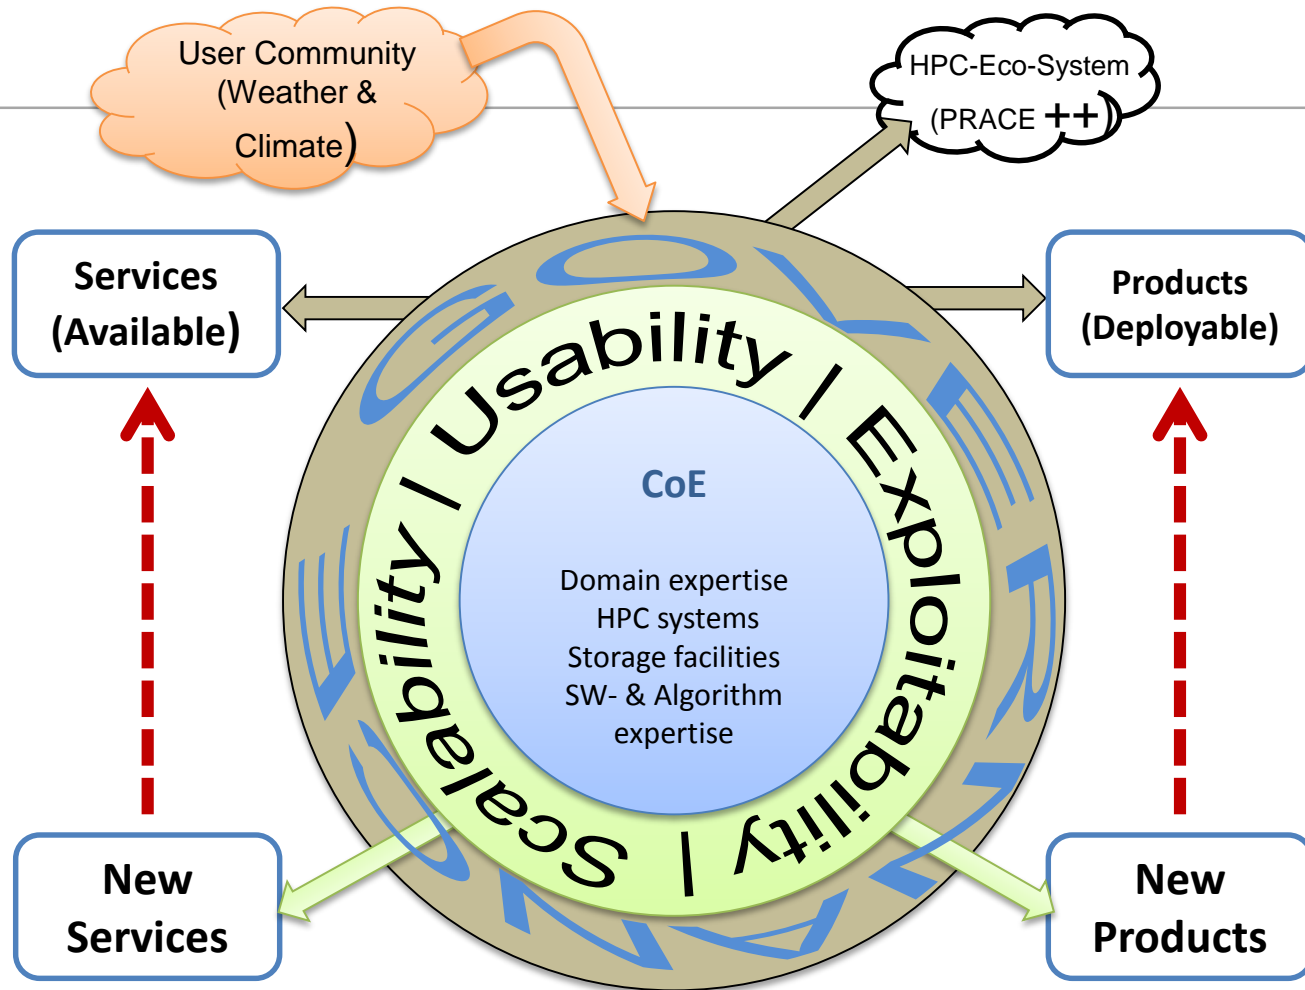 User Community
(Weather &
Climate)
HPC-Eco-System
(PRACE ++)
Services
(Available)
Products
(Deployable)
GOVERNANCE
Scalability | Usability | Exploitability |
CoE
Domain expertise
HPC systems
Storage facilities
SW- & Algorithm
expertise
New
Services
New
Products